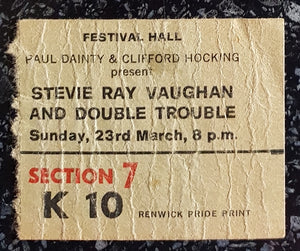 FESTIVAL HALL
PAUL DAINTY & CLIFFORD HOCKING
present
STEVIE RAY VAUGHAN
AND DOUBLE TROUBLE
Sunday, 23rd March, 8 p.m.
SECTION 7
K 10
RENWICK PRIDE PRINT